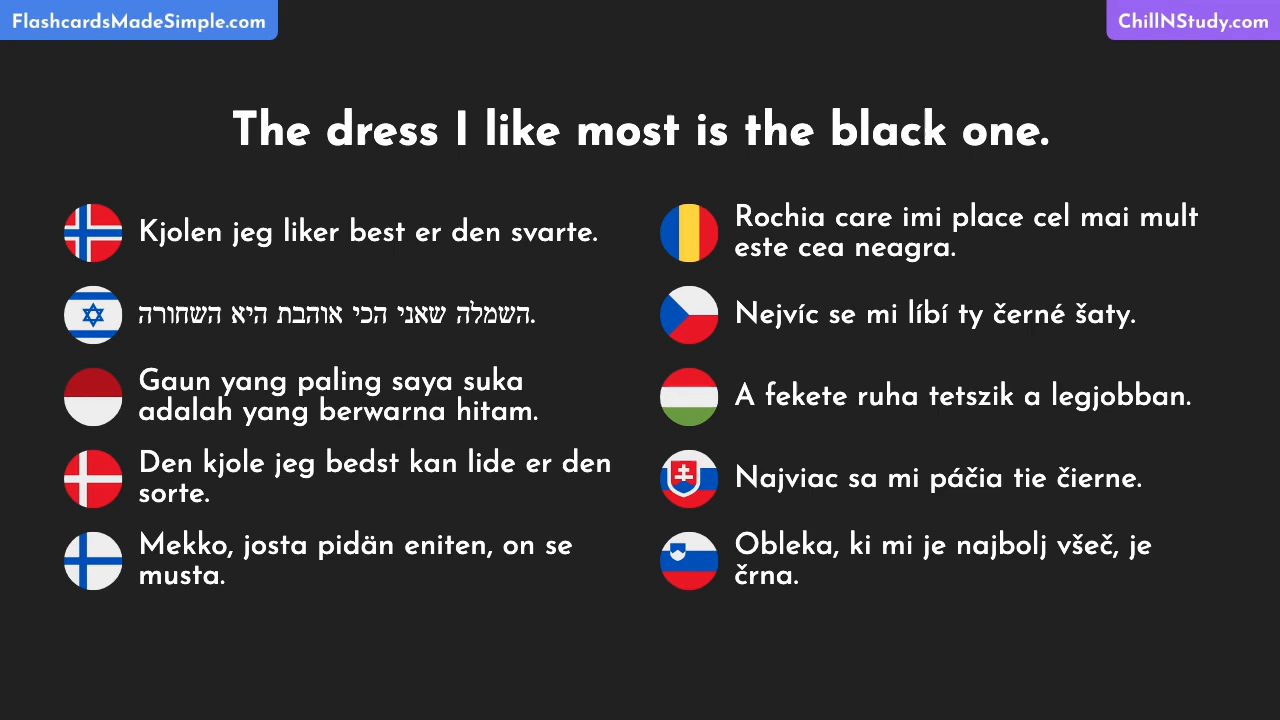 FlashcardsMadeSimple.com
ChillNStudy.com
The dress I like most is the black one.
Kjolen jeg liker best er den svarte.
השמלה שאני הכי אוהבת היא השחורה.
Gaun yang paling saya suka
adalah yang berwarna hitam.
Den kjole jeg bedst kan lide er den
sorte.
Mekko, josta pidän eniten, on se
musta.
Rochia care imi place cel mai mult
este cea neagra.
Nejvíc se mi líbí ty černé šaty.
A fekete ruha tetszik a legjobban.
Najviac sa mi páčia tie čierne.
Obleka, ki mi je najbolj všeč, je
črna.